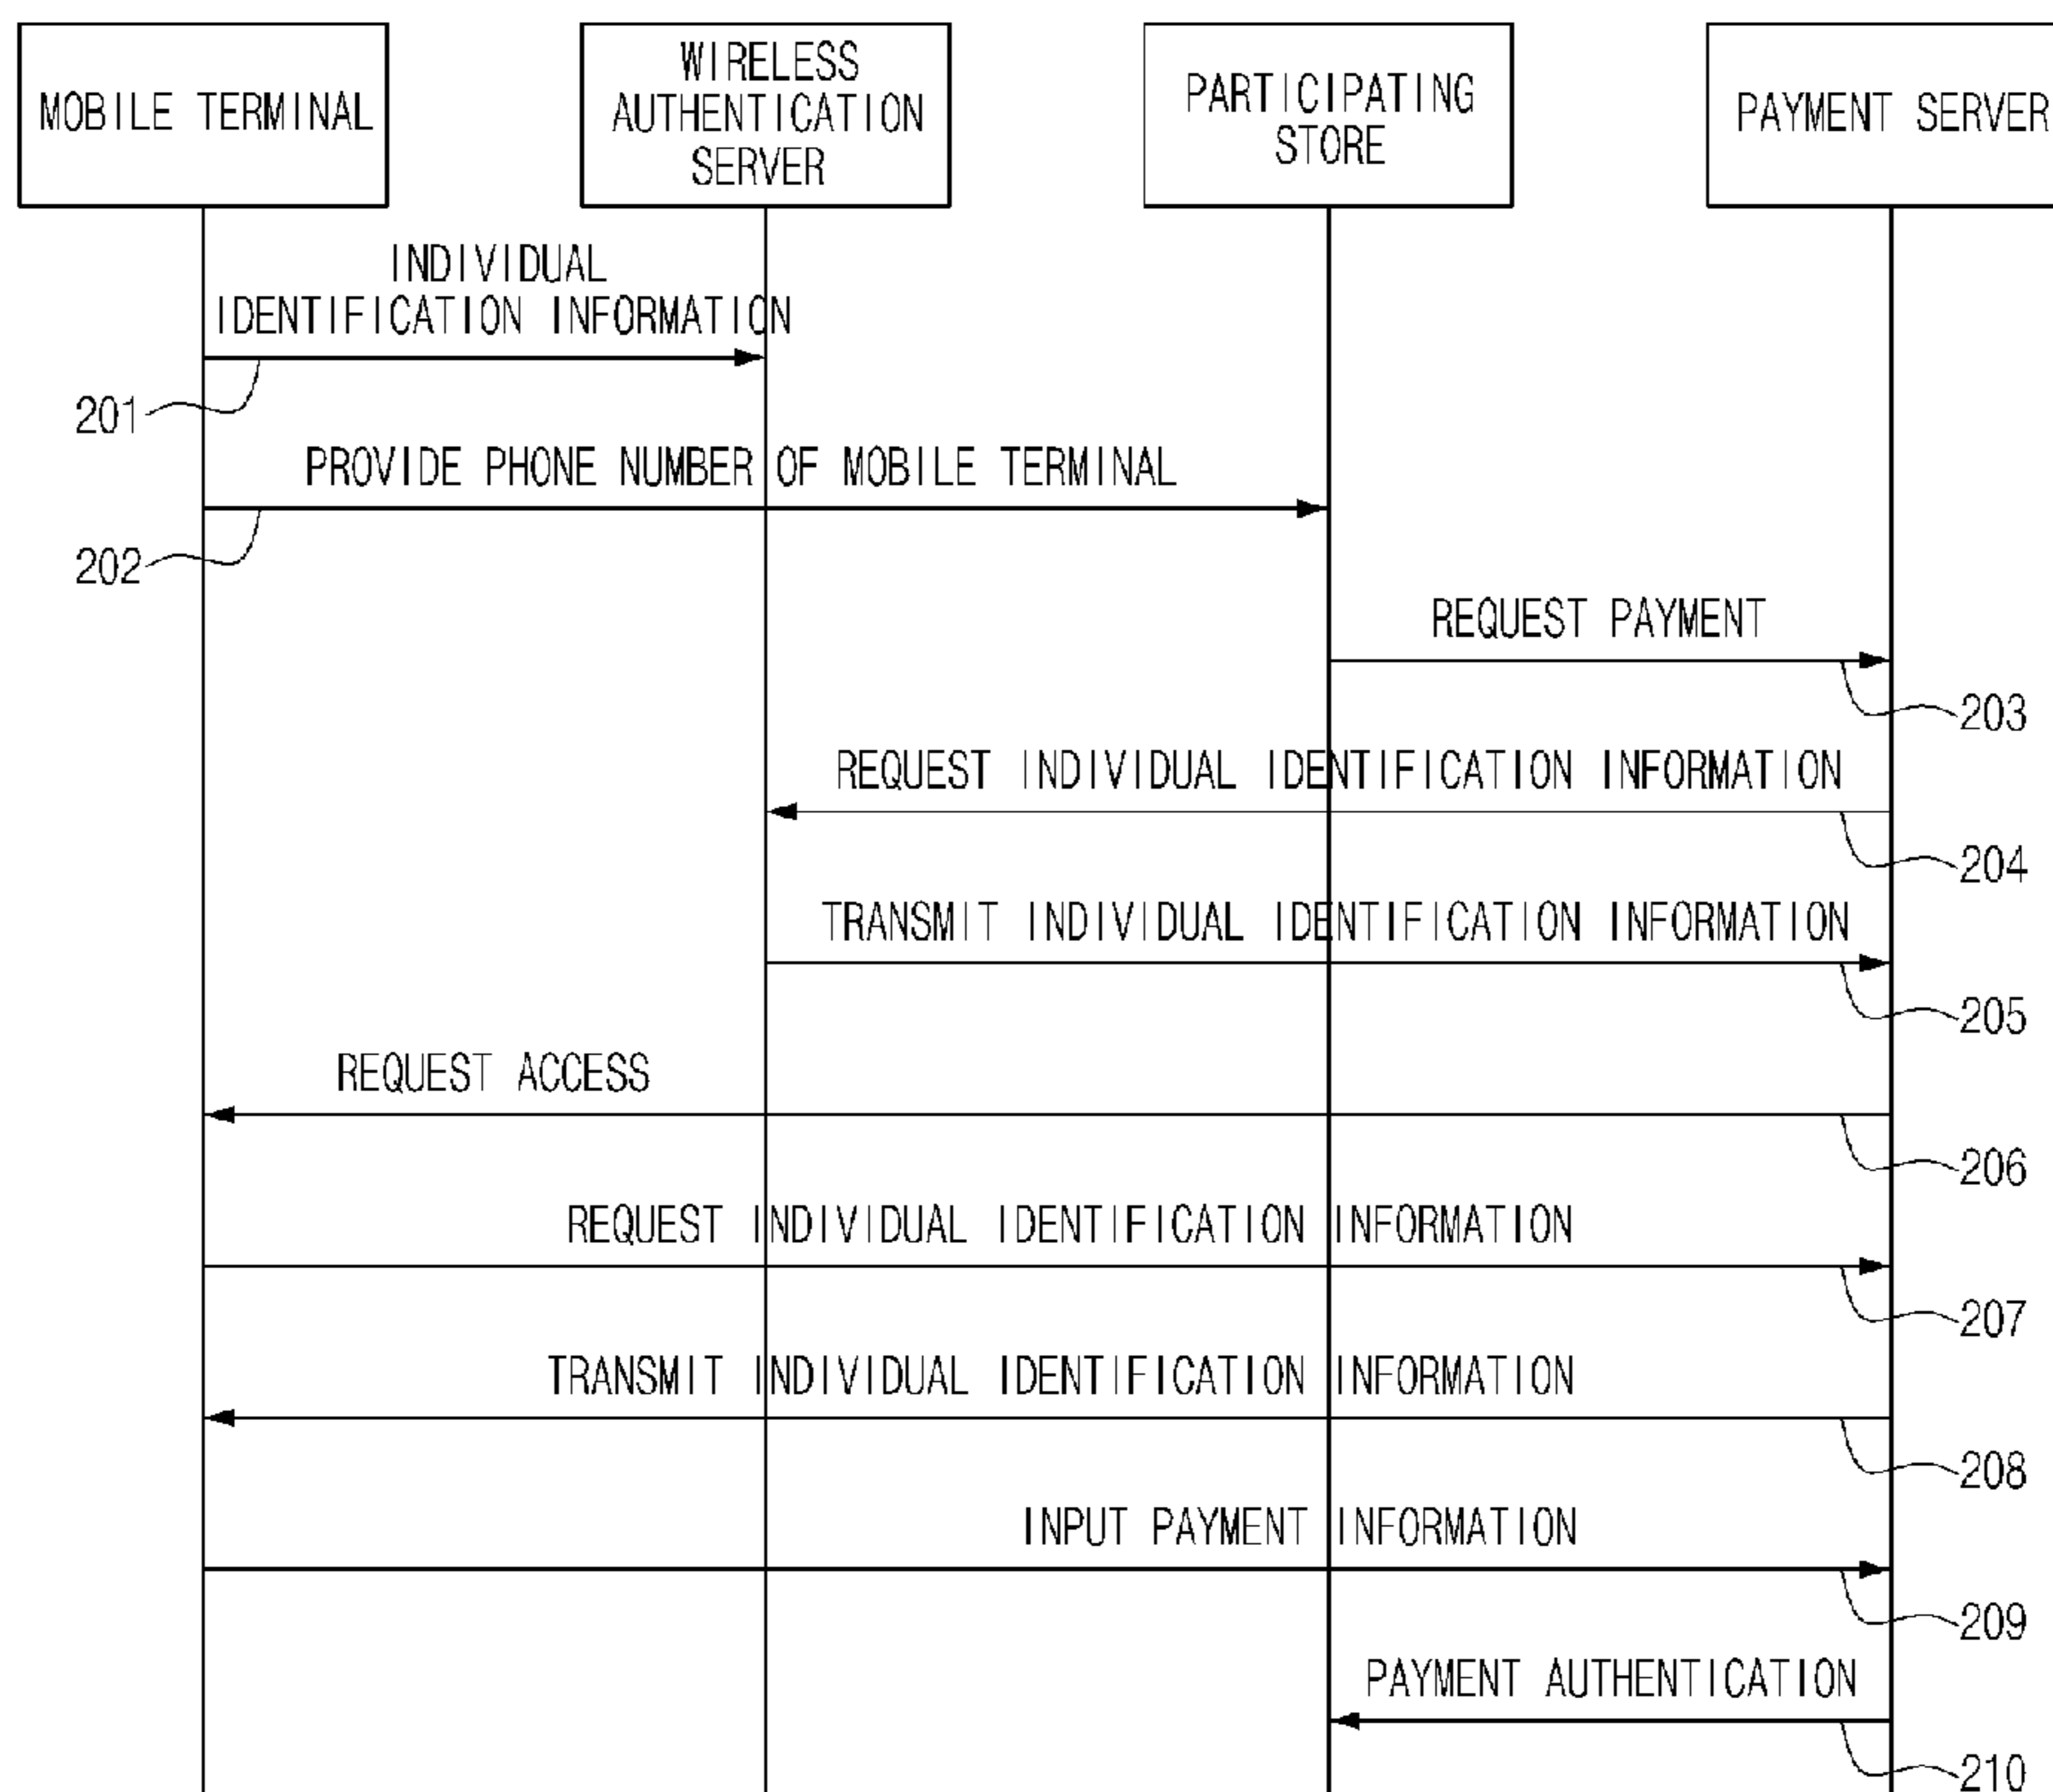 MOBILE TERMINAL
WIRELESS
AUTHENTICATION
SERVER
PARTICIPATING
STORE
PAYMENT SERVER
INDIVIDUAL
IDENTIFICATION INFORMATION
201
PROVIDE PHONE NUMBER OF MOBILE TERMINAL
202
REQUEST PAYMENT
203
REQUEST INDIVIDUAL IDENTIFICATION INFORMATION
204
TRANSMIT INDIVIDUAL IDENTIFICATION INFORMATION
205
REQUEST ACCESS
206
REQUEST INDIVIDUAL IDENTIFICATION INFORMATION
207
TRANSMIT INDIVIDUAL IDENTIFICATION INFORMATION
208
INPUT PAYMENT INFORMATION
209
PAYMENT AUTHENTICATION
210